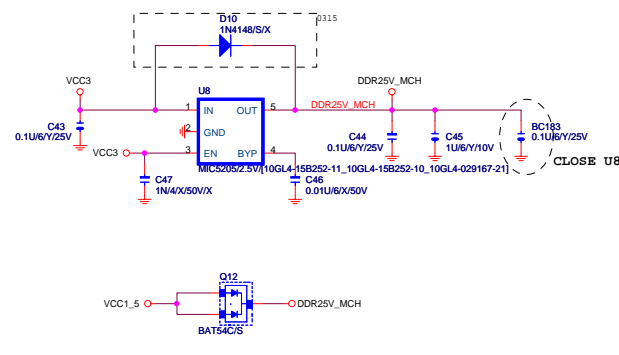 D10
1N4148/S/X
0315
VCC3
U8
DDR25V_MCH
1
IN
OUT
5
DDR25V_MCH
C43
0.1U/6/Y/25V
2
GND
C44
0.1U/6/Y/25V
C45
1U/6/Y/10V
BC183
0.1U/6/Y/25V
VCC3
3
EN
BYP
4
CLOSE U8
MIC5205/2.5V/[10GL4-15B252-11_10GL4-15B252-10_10GL4-029167-21]
C47
1N/4/X/50V/X
C46
0.01U/6/X/50V
Q12
VCC1_5
DDR25V_MCH
BAT54C/S